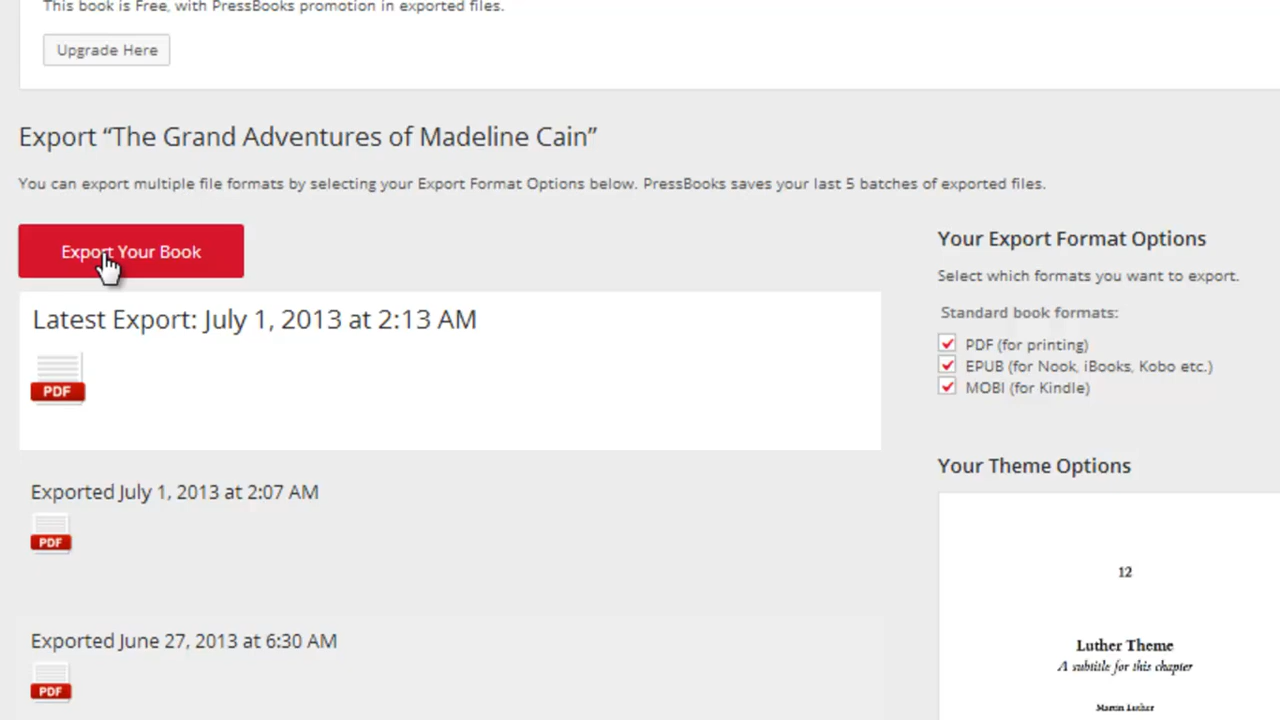 This book is Free, with PressBooks promotion in exported files.
Upgrade Here
Export “The Grand Adventures of Madeline Cain”
You can export multiple file formats by selecting your Export Format Options below. PressBooks saves your last 5 batches of exported files.
Export Your Book
Latest Export: July 1, 2013 at 2:13 AM
PDF
Exported July 1, 2013 at 2:07 AM
PDF
Exported June 27, 2013 at 6:30 AM
PDF
Your Export Format Options
Select which formats you want to export.
Standard book formats:
PDF (for printing)
EPUB (for Nook, iBooks, Kobo etc.)
MOBI (for Kindle)
Your Theme Options
12
Luther Theme
A subtitle for this chapter
Martin Luther